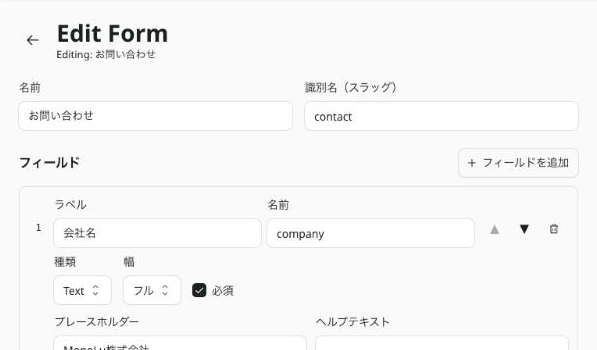 Edit Form
Editing: お問い合わせ
名前
識別名（スラッグ）
お問い合わせ
contact
フィールド
+ フィールドを追加
ラベル
名前
1
会社名
company
種類
幅
Text
フル
必須
プレースホルダー
ヘルプテキスト